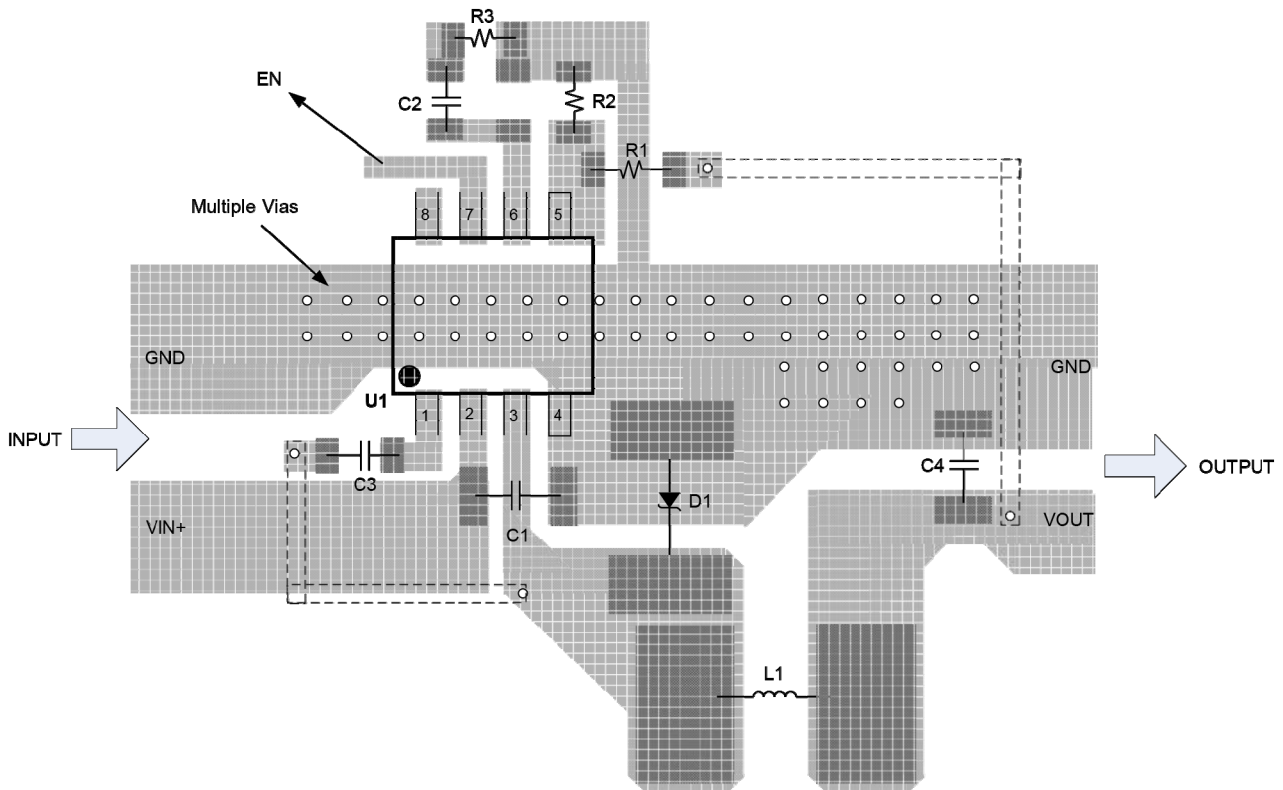 R3
EN
C2
R2
R1
Multiple Vias
8
7
6
5
GND
GND
U1
1
2
3
4
INPUT
C3
C4
OUTPUT
D1
VIN+
C1
VOUT
L1